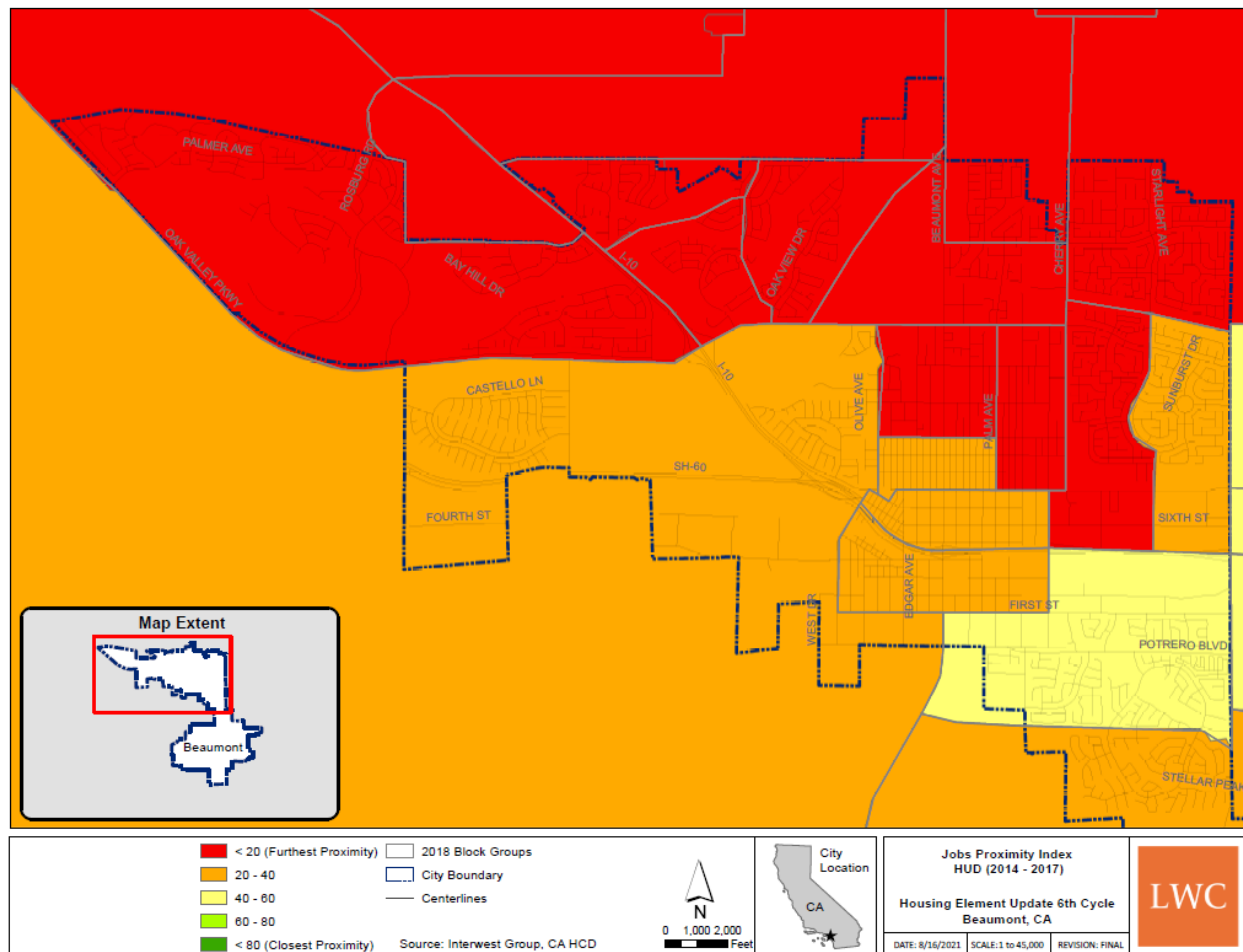 PALMER AVE
ROSBURG RD
OAK VALLEY PKWY
BAY HILL DR
I-10
OAK VIEW DR
BEAUMONT AVE
CHERRY AVE
STARLIGHT AVE
I-10
CASTELLO LN
OLIVE AVE
PALM AVE
SUNBURST DR
SH-60
FOURTH ST
SIXTH ST
EDGAR AVE
FIRST ST
WEST DR
POTRERO BLVD
STELLAR PEAK
Map Extent
Beaumont
< 20 (Furthest Proximity)
20 - 40
40 - 60
60 - 80
< 80 (Closest Proximity)
2018 Block Groups
City Boundary
Centerlines
Source: Interwest Group, CA HCD
N
0 1,000 2,000
Feet
City
Location
CA
Jobs Proximity Index
HUD (2014 - 2017)
Housing Element Update 6th Cycle
Beaumont, CA
DATE: 8/16/2021
SCALE:1 to 45,000
REVISION: FINAL
LWC